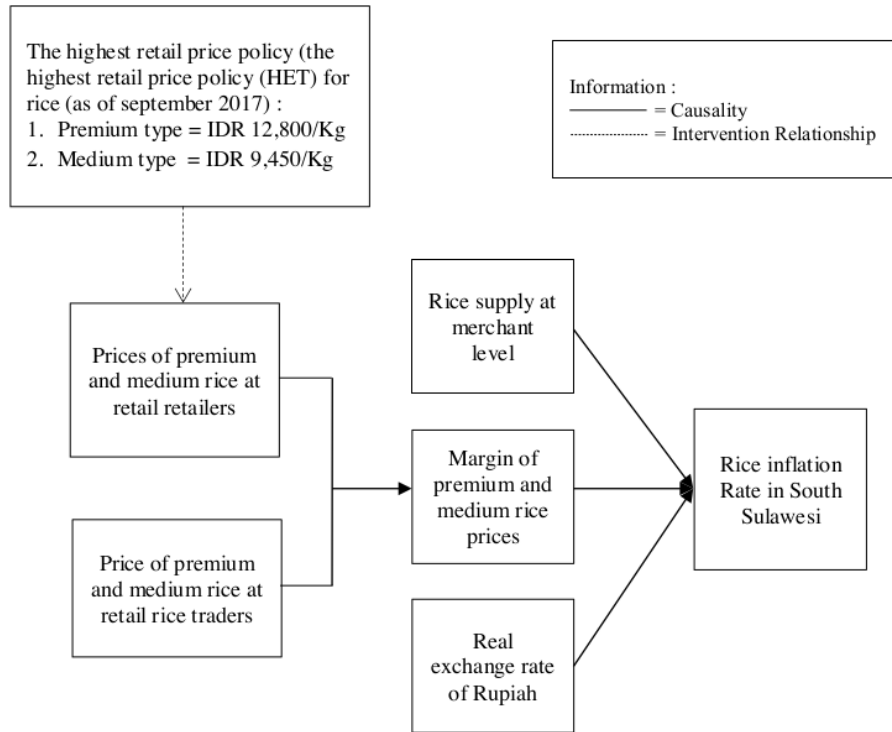 The highest retail price policy (the
highest retail price policy (HET) for
rice (as of september 2017) :
1. Premium type = IDR 12,800/Kg
2. Medium type = IDR 9,450/Kg
Information :
= Causality
= Intervention Relationship
Prices of premium
and medium rice at
retail retailers
Price of premium
and medium rice at
retail rice traders
Rice supply at
merchant
level
Margin of
premium and
medium rice
prices
Real
exchange rate
of Rupiah
Rice inflation
Rate in South
Sulawesi